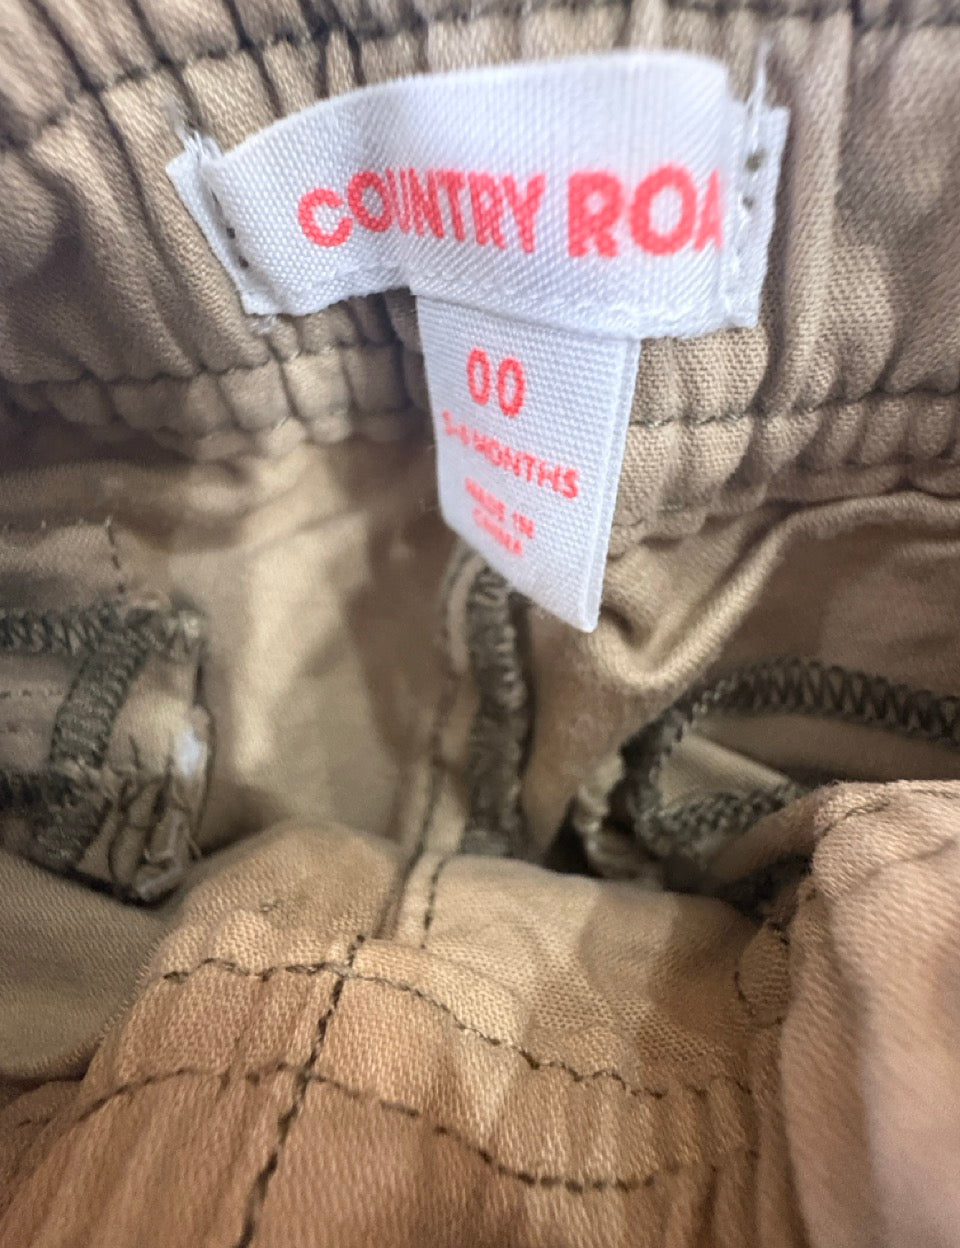 COUNTRY ROA
00
3-6 MONTHS
MADE IN
CHINA